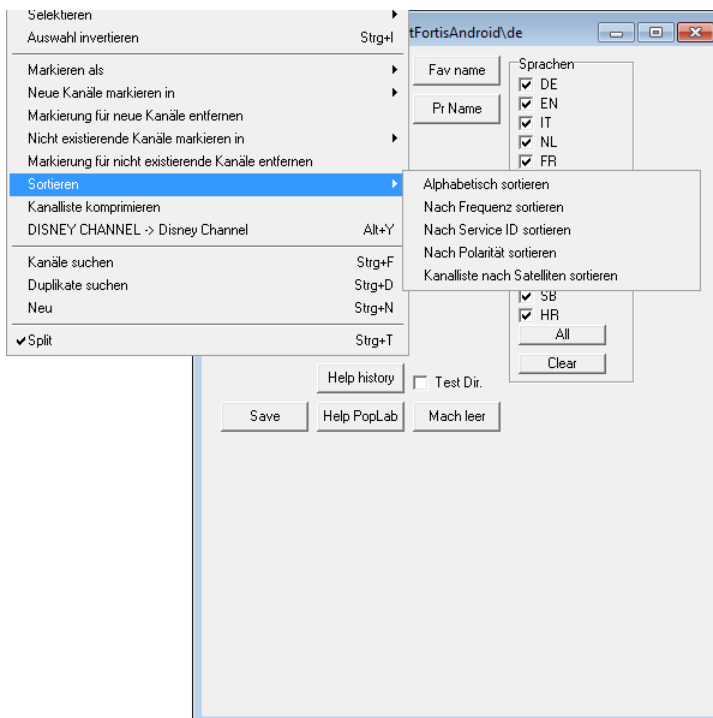 Selektieren
Auswahl invertieren Strg+I
Markieren als
Neue Kanäle markieren in
Markierung für neue Kanäle entfernen
Nicht existierende Kanäle markieren in
Markierung für nicht existierende Kanäle entfernen
Sortieren
Kanalliste komprimieren
DISNEY CHANNEL -> Disney Channel Alt+Y
Kanäle suchen Strg+F
Duplikate suchen Strg+D
Neu Strg+N
Split Strg+T
Alphabetisch sortieren
Nach Frequenz sortieren
Nach Service ID sortieren
Nach Polarität sortieren
Kanalliste nach Satelliten sortieren
tFortisAndroid\de
Fav name
Pr Name
Sprachen
DE
EN
IT
NL
FR
SB
HR
All
Clear
Help history
Test Dir.
Save
Help PopLab
Mach leer